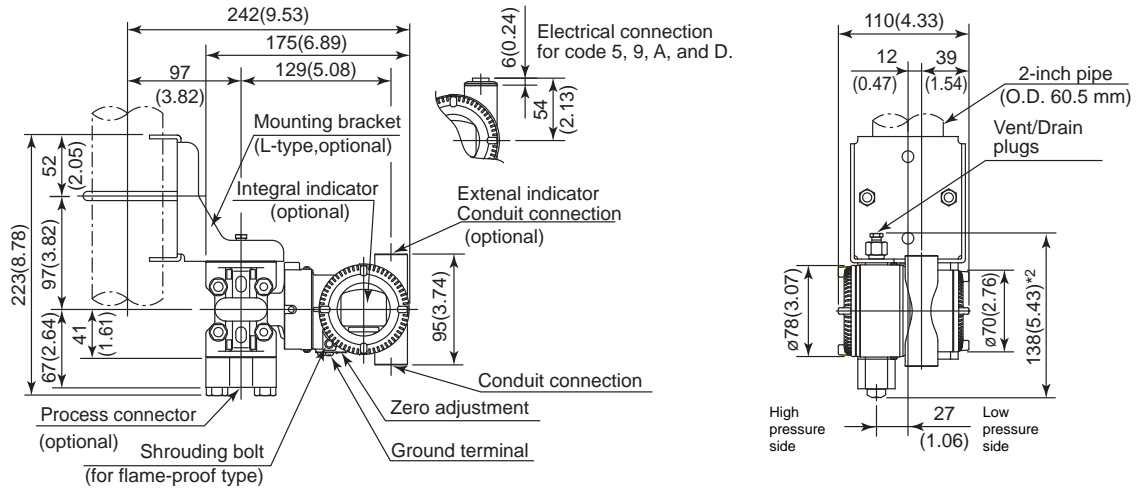 242(9.53)
175(6.89)
97
(3.82)
129(5.08)
6(0.24)
Electrical connection
for code 5, 9, A, and D.
54
(2.13)
Mounting bracket
(L-type,optional)
Integral indicator
(optional)
Extenal indicator
Conduit connection
(optional)
223(8.78)
52
(2.05)
97(3.82)
67(2.64)
41
(1.61)
95(3.74)
Conduit connection
Zero adjustment
Ground terminal
Process connector
(optional)
Shrouding bolt
(for flame-proof type)
110(4.33)
12
(0.47)
39
(1.54)
2-inch pipe
(O.D. 60.5 mm)
Vent/Drain
plugs
ø78(3.07)
ø70(2.76)
138(5.43)*2
High
pressure
side
27
(1.06)
Low
pressure
side